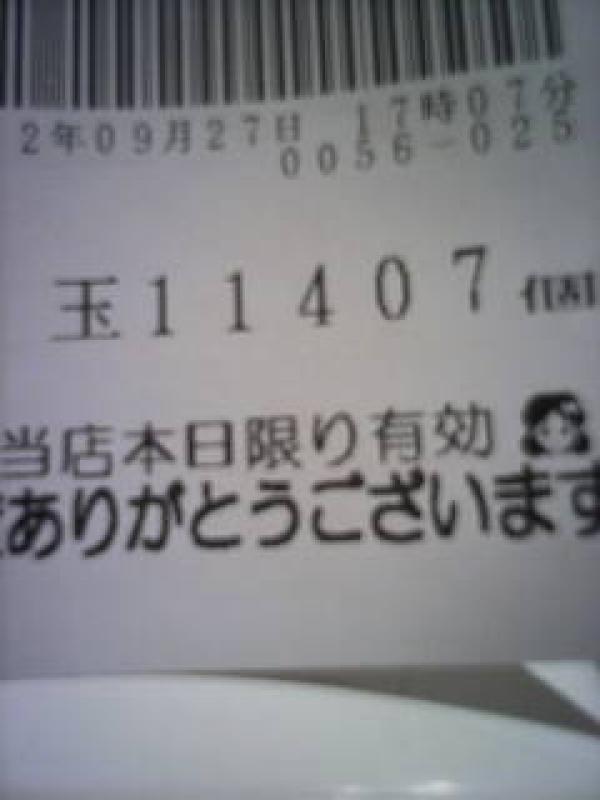 2年09月27日 17時07分
0056-025
玉11407個
当店本日限り有効
ありがとうございます